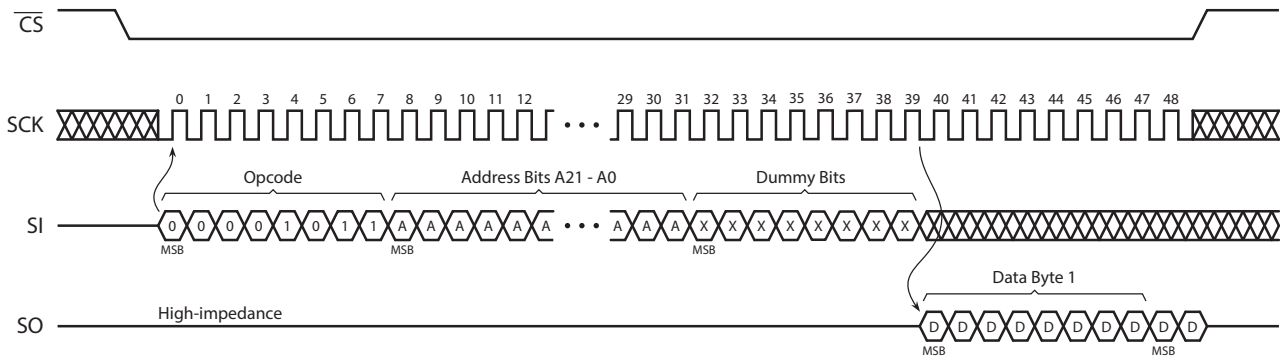 CS
0 1 2 3 4 5 6 7 8 9 10 11 12 29 30 31 32 33 34 35 36 37 38 39 40 41 42 43 44 45 46 47 48
SCK • • •
Opcode Address Bits A21 - A0 Dummy Bits
SI 0 0 0 0 1 0 1 1 A A A A A A • • • A A A X X X X X X X X
MSB MSB MSB
Data Byte 1
High-impedance
SO D D D D D D D D D D
MSB MSB